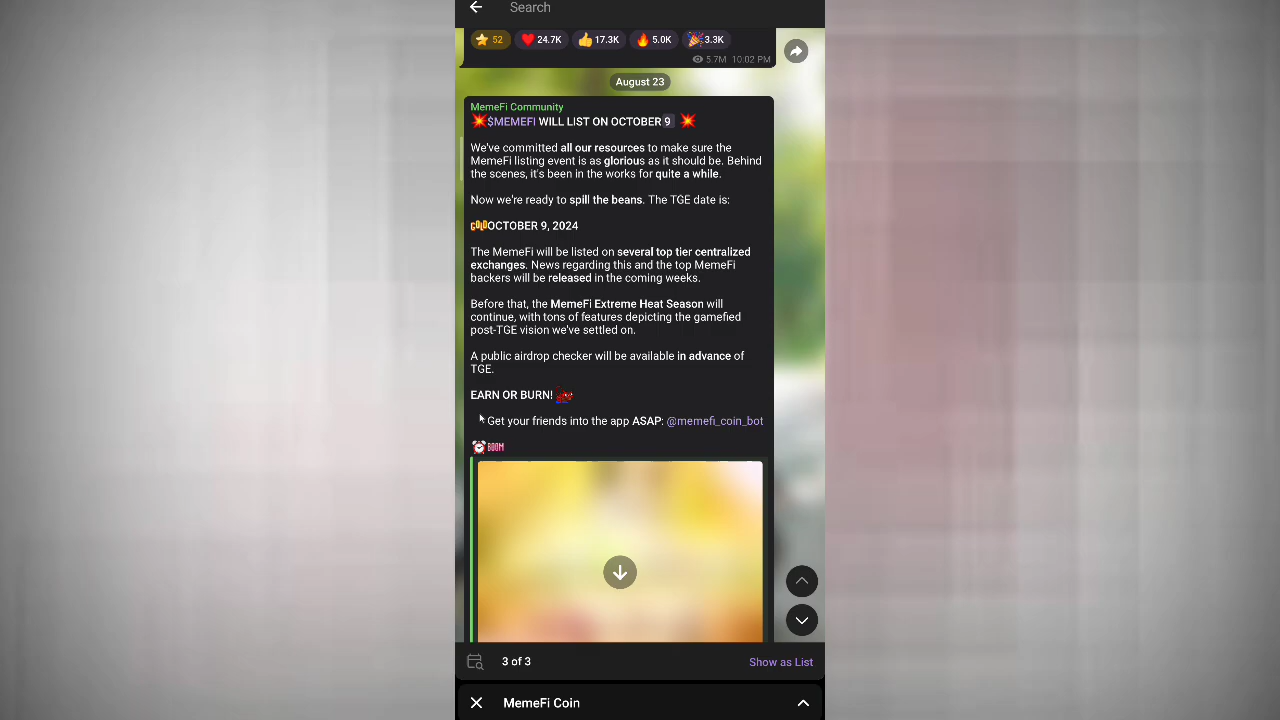 Search
52 24.7K 17.3K 5.0K 3.3K
5.7M 10:02 PM
August 23
MemeFi Community
💥$MEMEFI WILL LIST ON OCTOBER 9 💥
We've committed all our resources to make sure the
MemeFi listing event is as glorious as it should be. Behind
the scenes, it's been in the works for quite a while.
Now we're ready to spill the beans. The TGE date is:
GOLD OCTOBER 9, 2024
The MemeFi will be listed on several top tier centralized
exchanges. News regarding this and the top MemeFi
backers will be released in the coming weeks.
Before that, the MemeFi Extreme Heat Season will
continue, with tons of features depicting the gamefied
post-TGE vision we've settled on.
A public airdrop checker will be available in advance of
TGE.
EARN OR BURN!
Get your friends into the app ASAP: @memefi_coin_bot
BOOM
3 of 3
Show as List
MemeFi Coin